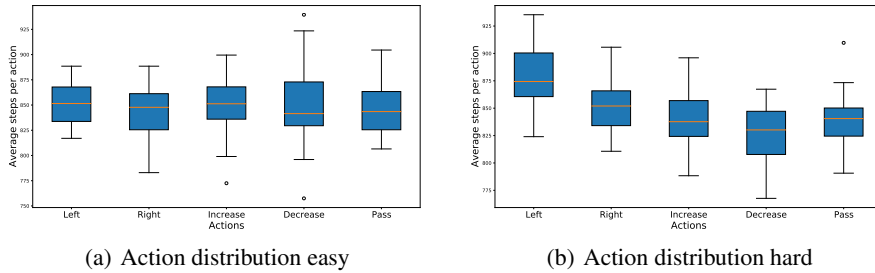 925
900
875
850
825
800
775
750
Average steps per action
Left Right Increase Decrease Pass
Actions
(a) Action distribution easy
925
900
875
850
825
800
775
Average steps per action
Left Right Increase Decrease Pass
Actions
(b) Action distribution hard